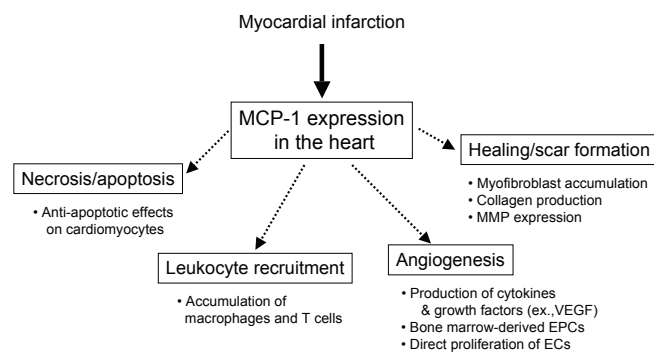 Myocardial infarction
MCP-1 expression
in the heart
Necrosis/apoptosis
• Anti-apoptotic effects
on cardiomyocytes
Leukocyte recruitment
• Accumulation of
macrophages and T cells
Angiogenesis
• Production of cytokines
& growth factors (ex.,VEGF)
• Bone marrow-derived EPCs
• Direct proliferation of ECs
Healing/scar formation
• Myofibroblast accumulation
• Collagen production
• MMP expression